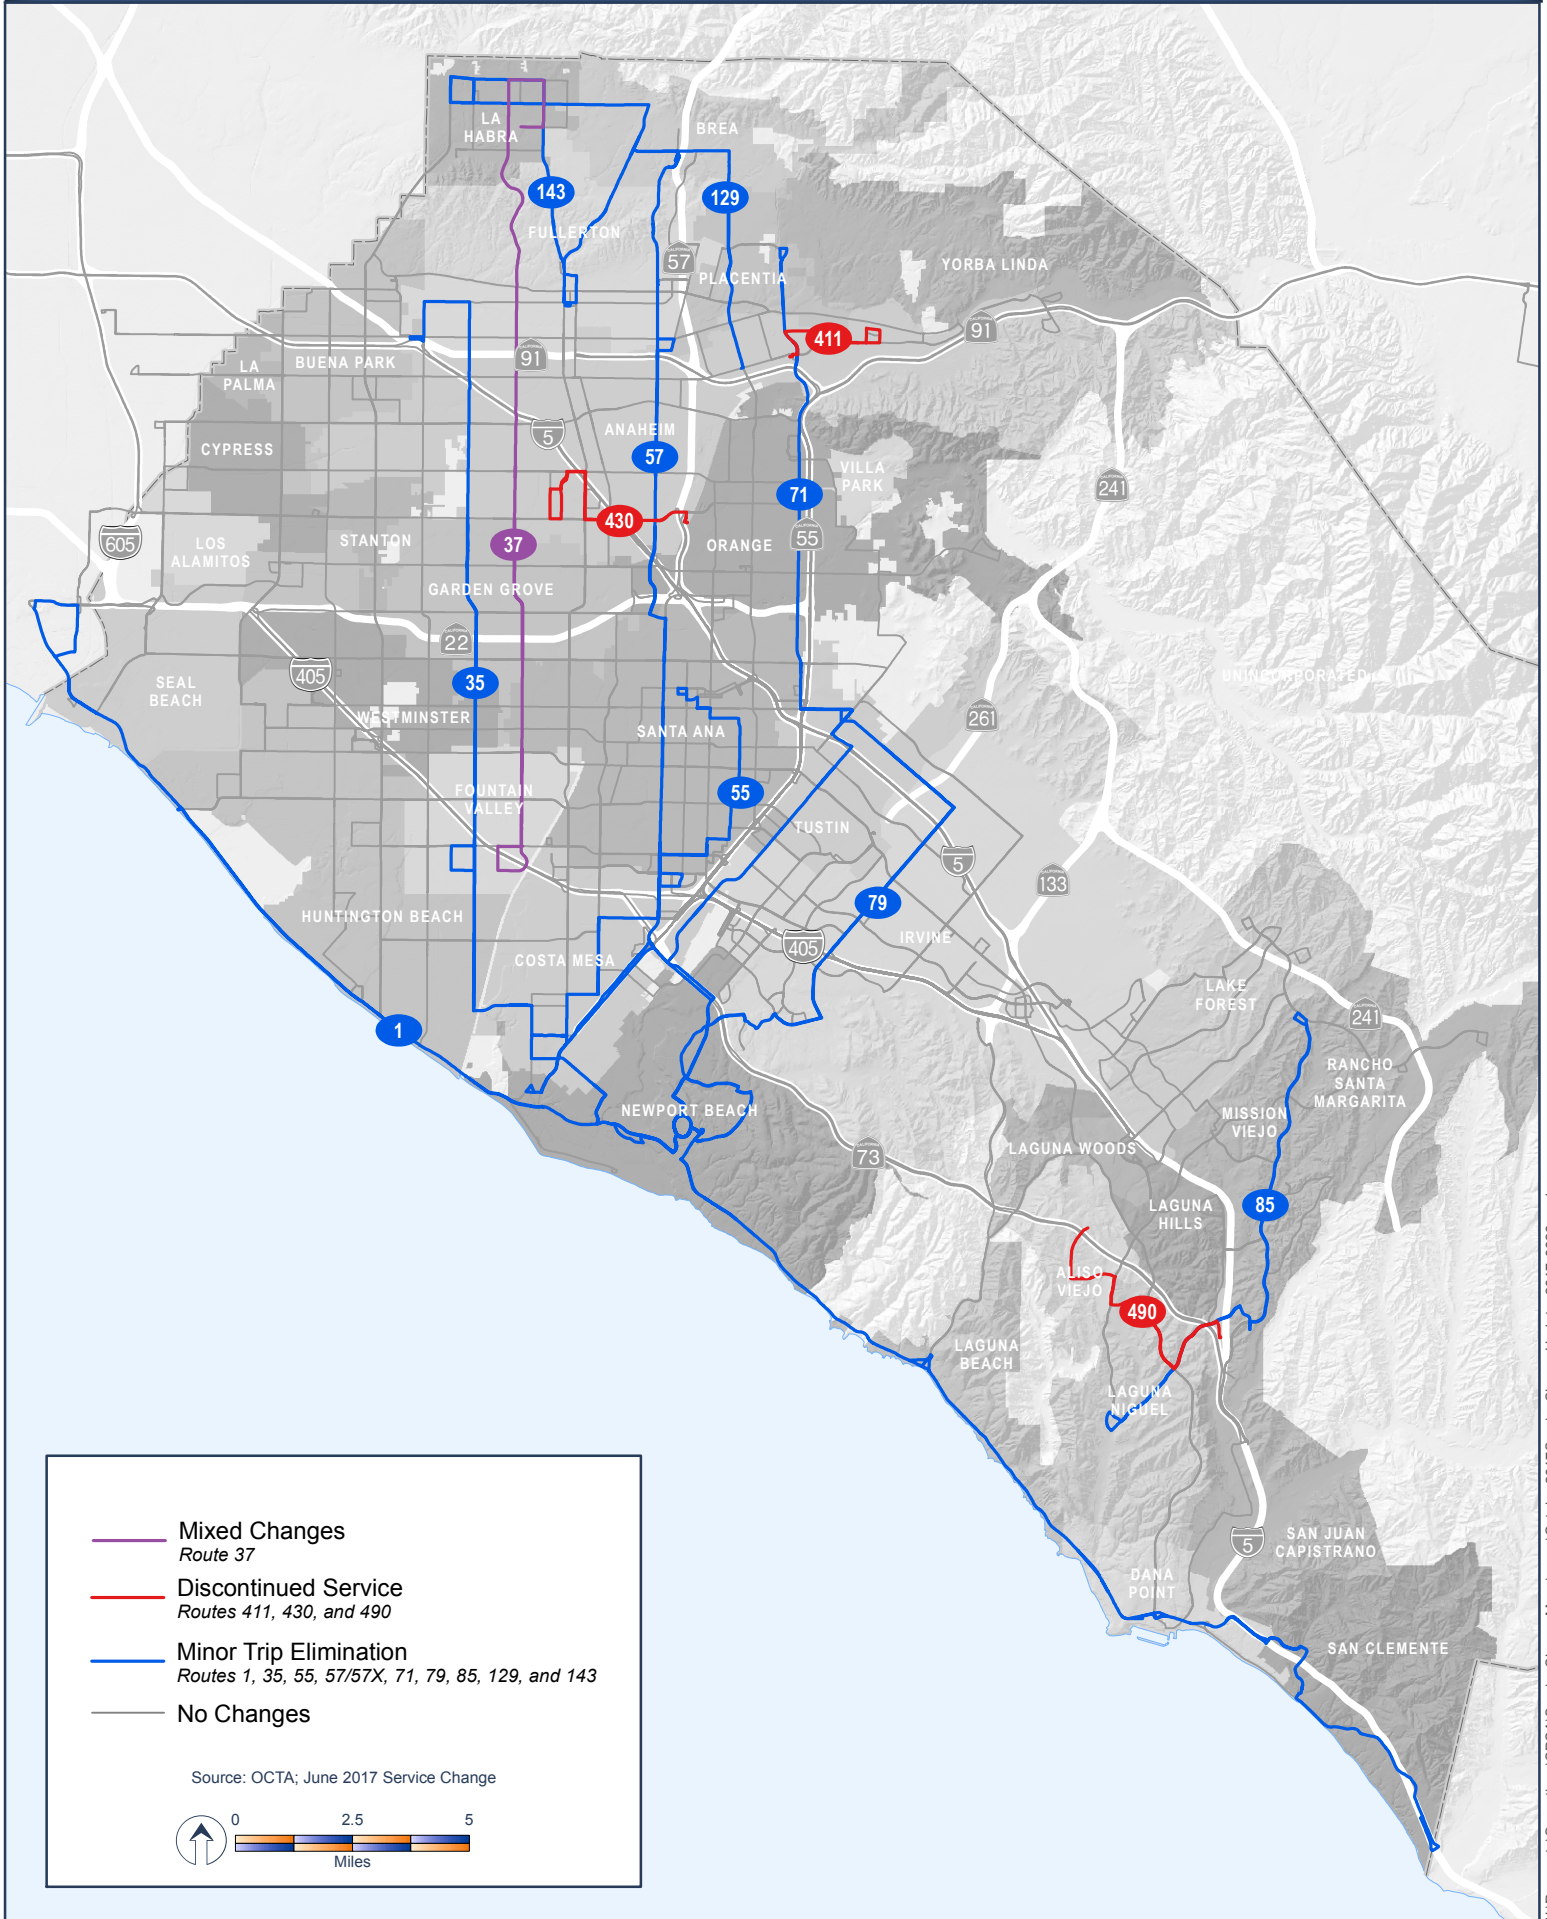 LA
HABRA
BREA
143
129
FULLERTON
57
PLACENTIA
YORBA LINDA
411
91
91
LA
PALMA
BUENA PARK
5
ANAHEIM
57
CYPRESS
VILLA
PARK
71
241
430
605
LOS
ALAMITOS
STANTON
37
ORANGE
55
GARDEN GROVE
22
405
35
SEAL
BEACH
UNINCORPORATED
WESTMINSTER
SANTA ANA
261
FOUNTAIN
VALLEY
55
TUSTIN
5
133
79
HUNTINGTON BEACH
IRVINE
405
COSTA MESA
LAKE
FOREST
241
1
RANCHO
SANTA
MARGARITA
NEWPORT BEACH
MISSION
VIEJO
73
LAGUNA WOODS
85
LAGUNA
HILLS
ALISO
VIEJO
490
LAGUNA
BEACH
LAGUNA
NIGUEL
5
SAN JUAN
CAPISTRANO
DANA
POINT
SAN CLEMENTE
Mixed Changes
Route 37
Discontinued Service
Routes 411, 430, and 490
Minor Trip Elimination
Routes 1, 35, 55, 57/57X, 71, 79, 85, 129, and 143
No Changes
Source: OCTA; June 2017 Service Change
0 2.5 5
Miles